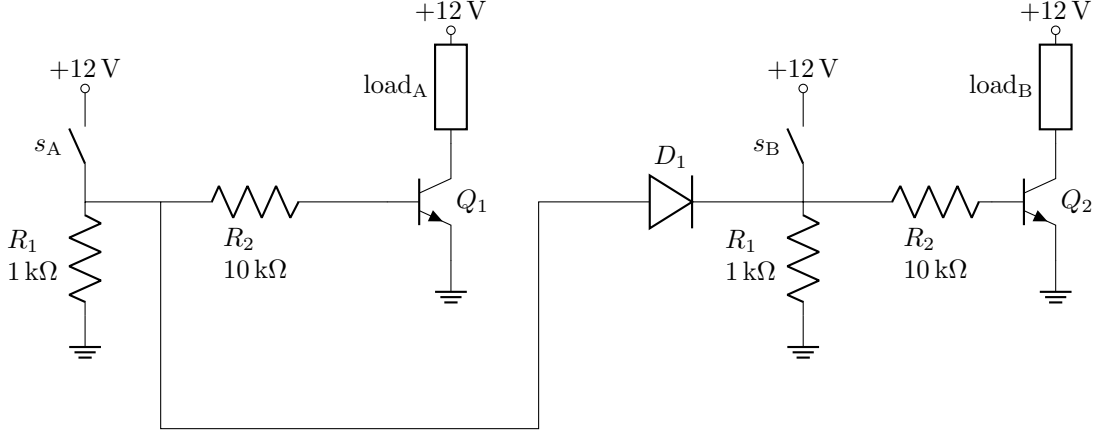 +12 V
+12 V
load_A
s_A
R_1
1 kΩ
R_2
10 kΩ
Q_1
D_1
+12 V
+12 V
load_B
s_B
R_1
1 kΩ
R_2
10 kΩ
Q_2